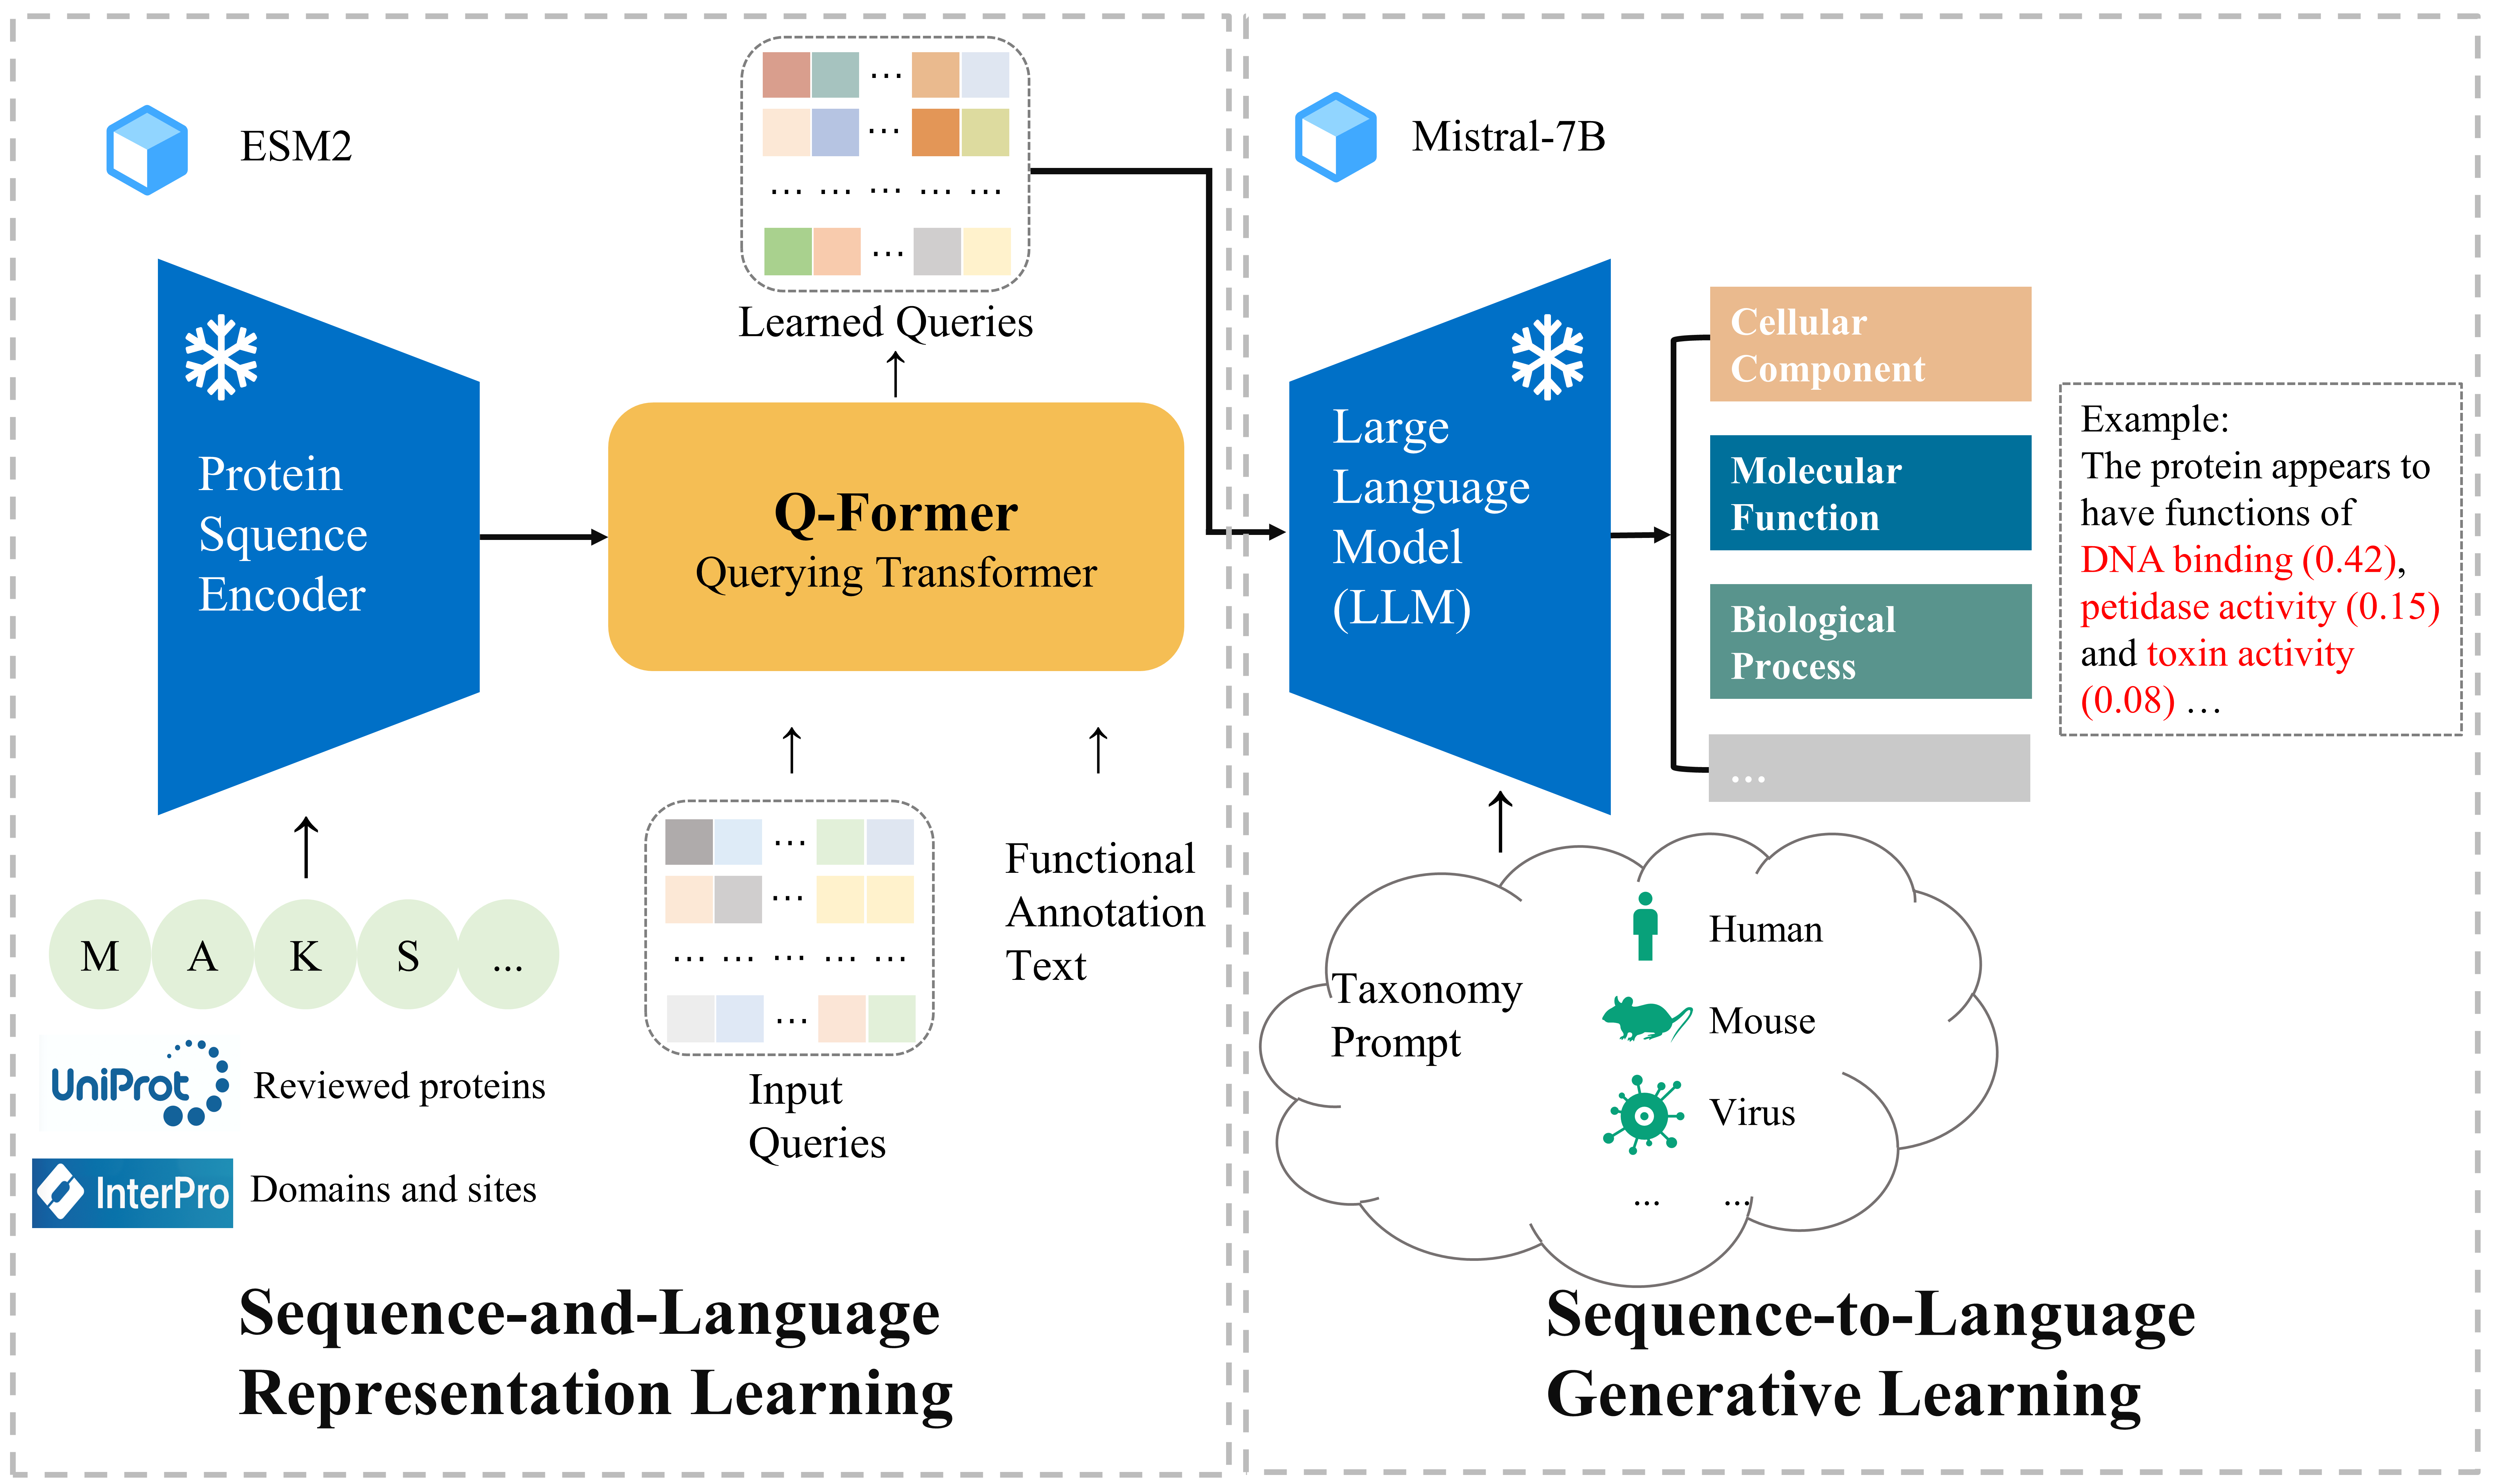 ESM2
Learned Queries
Protein
Squence
Encoder
Q-Former
Querying Transformer
M A K S ...
UniProt Reviewed proteins
InterPro Domains and sites
Input
Queries
Functional
Annotation
Text
Sequence-and-Language
Representation Learning
Mistral-7B
Large
Language
Model
(LLM)
Cellular
Component
Molecular
Function
Biological
Process
...
Example:
The protein appears to
have functions of
DNA binding (0.42),
petidase activity (0.15)
and toxin activity
(0.08) ...
Taxonomy
Prompt
Human
Mouse
Virus
... ...
Sequence-to-Language
Generative Learning